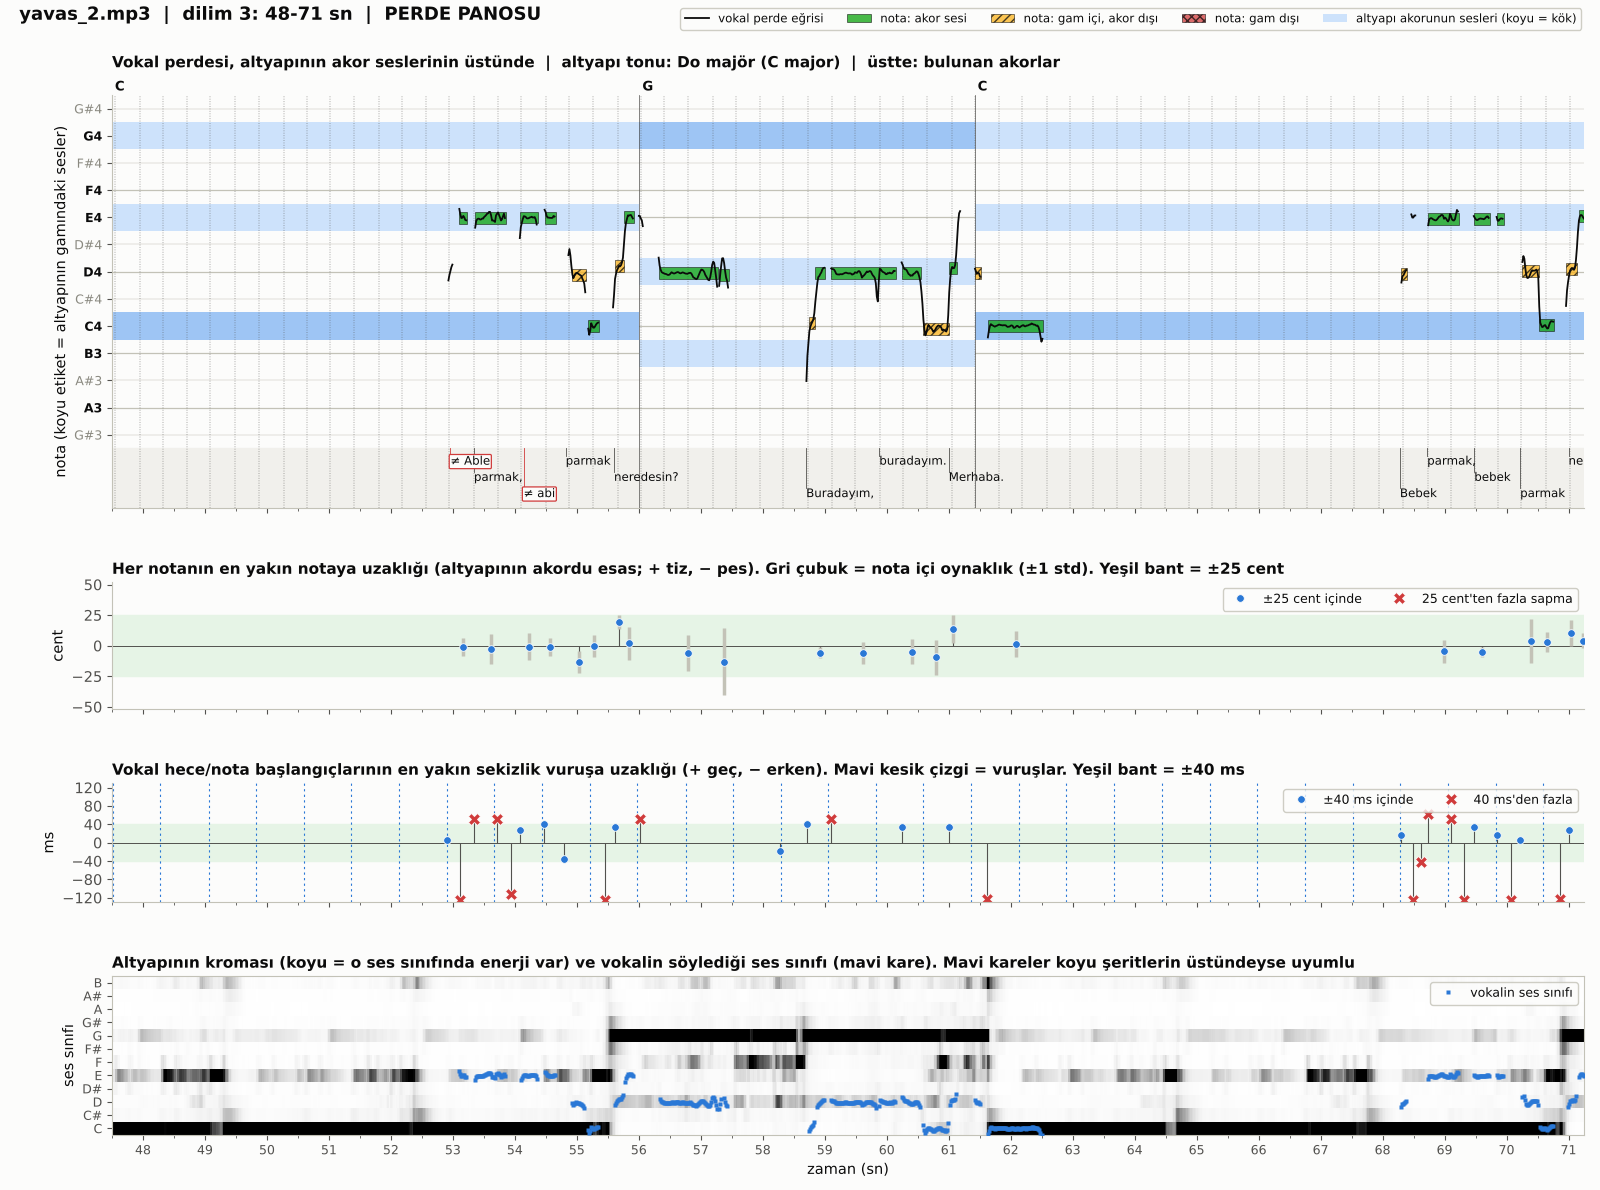 yavas_2.mp3 | dilim 3: 48-71 sn | PERDE PANOSU
vokal perde eğrisi
nota: akor sesi
nota: gam içi, akor dışı
nota: gam dışı
altyapı akorunun sesleri (koyu = kök)
Vokal perdesi, altyapının akor seslerinin üstünde | altyapı tonu: Do majör (C major) | üstte: bulunan akorlar
C G C
nota (koyu etiket = altyapının gamındaki sesler)
G#4
G4
F#4
F4
E4
D#4
D4
C#4
C4
B3
A#3
A3
G#3
≠ Able parmak buradayım. parmak, ne
parmak, neredesin? Merhaba. bebek
≠ abi Buradayım, Bebek parmak
Her notanın en yakın notaya uzaklığı (altyapının akordu esas; + tiz, − pes). Gri çubuk = nota içi oynaklık (±1 std). Yeşil bant = ±25 cent
cent
50
25
0
−25
−50
±25 cent içinde
25 cent'ten fazla sapma
Vokal hece/nota başlangıçlarının en yakın sekizlik vuruşa uzaklığı (+ geç, − erken). Mavi kesik çizgi = vuruşlar. Yeşil bant = ±40 ms
ms
120
80
40
0
−40
−80
−120
±40 ms içinde
40 ms'den fazla
Altyapının kroması (koyu = o ses sınıfında enerji var) ve vokalin söylediği ses sınıfı (mavi kare). Mavi kareler koyu şeritlerin üstündeyse uyumlu
ses sınıfı
B
A#
A
G#
G
F#
F
E
D#
D
C#
C
vokalin ses sınıfı
48 49 50 51 52 53 54 55 56 57 58 59 60 61 62 63 64 65 66 67 68 69 70 71
zaman (sn)